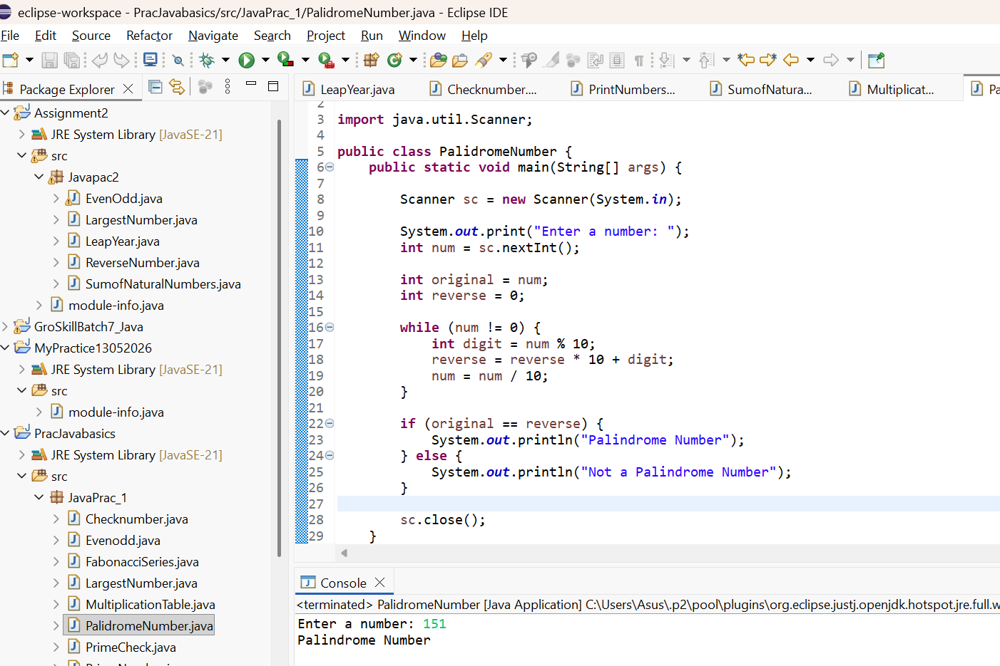 eclipse-workspace - PracJavabasics/src/JavaPrac_1/PalidromeNumber.java - Eclipse IDE
File Edit Source Refactor Navigate Search Project Run Window Help
Package Explorer
Assignment2
JRE System Library [JavaSE-21]
src
Javapac2
EvenOdd.java
LargestNumber.java
LeapYear.java
ReverseNumber.java
SumofNaturalNumbers.java
module-info.java
GroSkillBatch7_Java
MyPractice13052026
JRE System Library [JavaSE-21]
src
module-info.java
PracJavabasics
JRE System Library [JavaSE-21]
src
JavaPrac_1
Checknumber.java
Evenodd.java
FabonacciSeries.java
LargestNumber.java
MultiplicationTable.java
PalidromeNumber.java
PrimeCheck.java
LeapYear.java Checknumber.... PrintNumbers... SumofNatura... Multiplicat... Pa
2
3 import java.util.Scanner;
4
5 public class PalidromeNumber {
6 public static void main(String[] args) {
7
8 Scanner sc = new Scanner(System.in);
9
10 System.out.print("Enter a number: ");
11 int num = sc.nextInt();
12
13 int original = num;
14 int reverse = 0;
15
16 while (num != 0) {
17 int digit = num % 10;
18 reverse = reverse * 10 + digit;
19 num = num / 10;
20 }
21
22 if (original == reverse) {
23 System.out.println("Palindrome Number");
24 } else {
25 System.out.println("Not a Palindrome Number");
26 }
27
28 sc.close();
29 }
Console
<terminated> PalidromeNumber [Java Application] C:\Users\Asus\.p2\pool\plugins\org.eclipse.justj.openjdk.hotspot.jre.full.w
Enter a number: 151
Palindrome Number